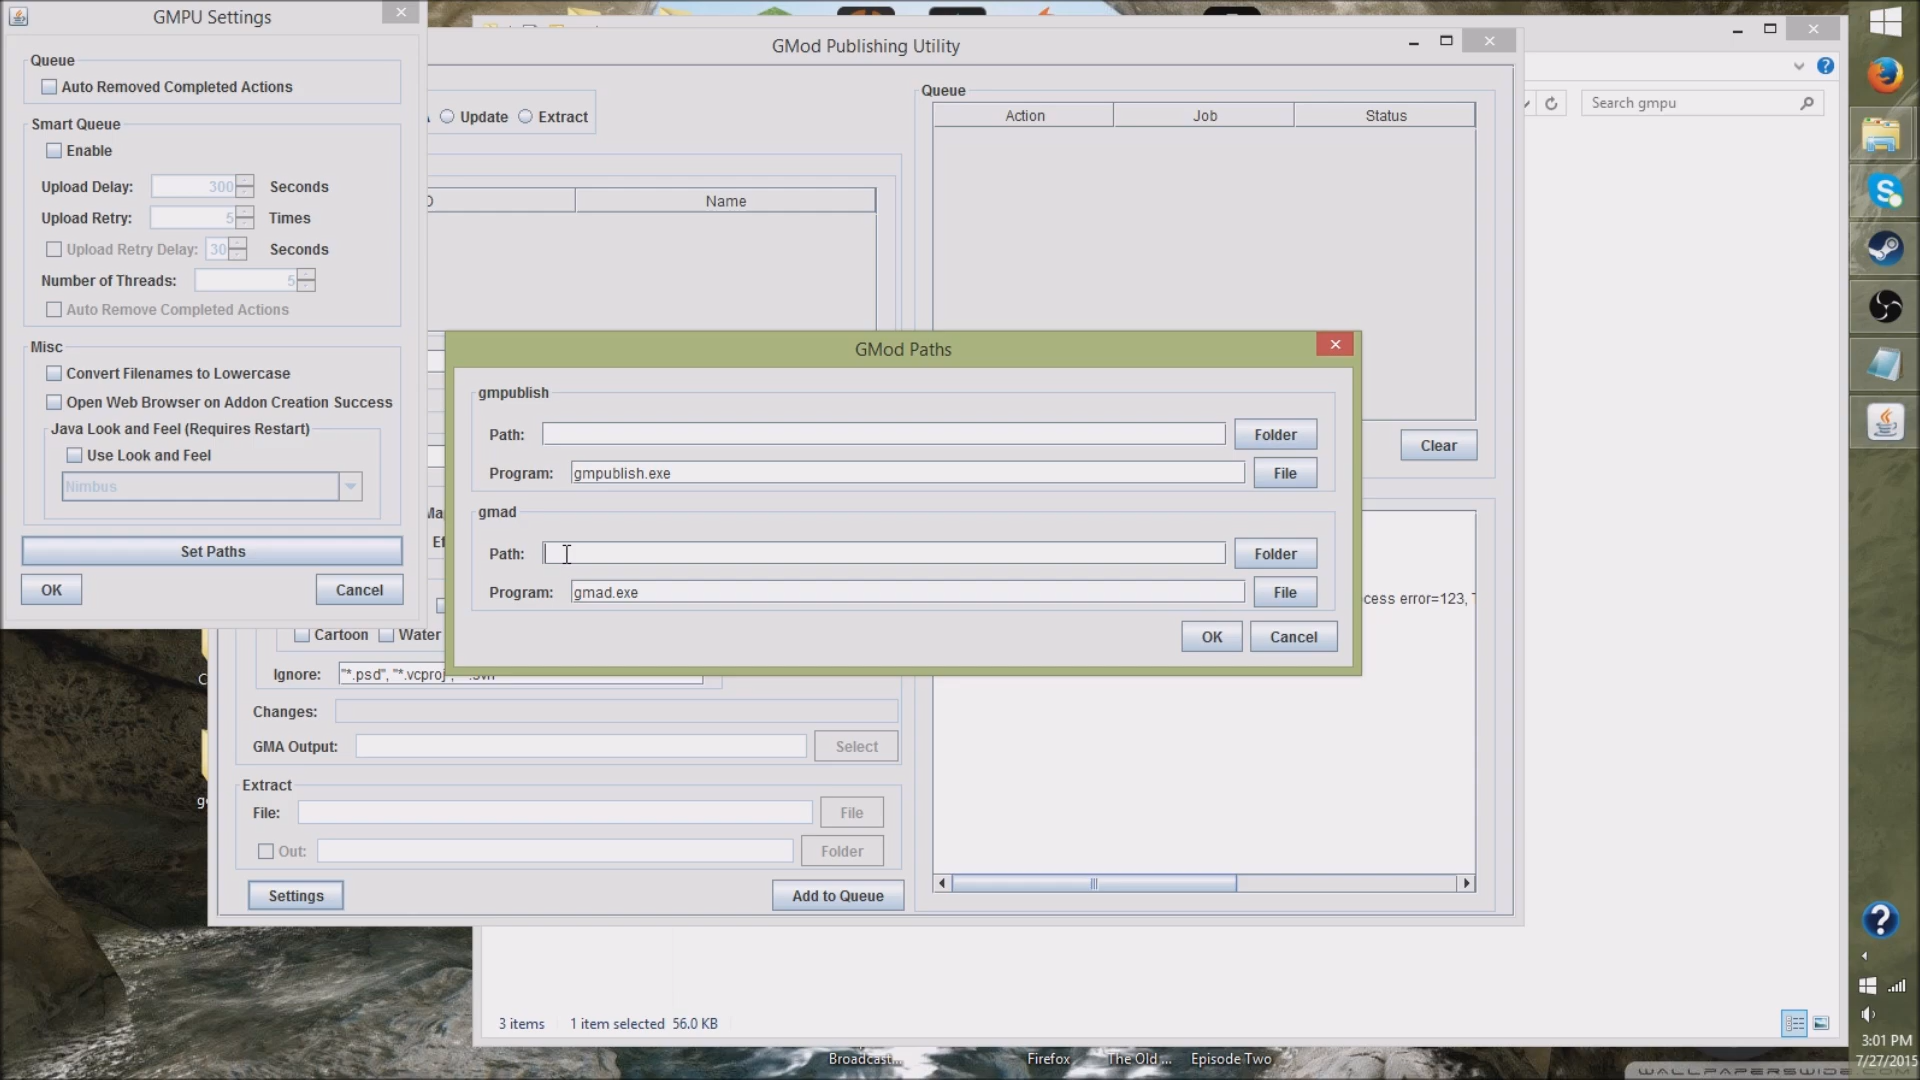 GMPU Settings
Queue
Auto Removed Completed Actions
Smart Queue
Enable
Upload Delay: 300 Seconds
Upload Retry: 5 Times
Upload Retry Delay: 30 Seconds
Number of Threads: 5
Auto Remove Completed Actions
Misc
Convert Filenames to Lowercase
Open Web Browser on Addon Creation Success
Java Look and Feel (Requires Restart)
Use Look and Feel
Nimbus
Set Paths
OK Cancel
GMod Publishing Utility
Update Extract
Name
Queue
Action Job Status
Clear
Search gmpu
GMod Paths
gmpublish
Path: Folder
Program: gmpublish.exe File
gmad
Path: Folder
Program: gmad.exe File
OK Cancel
cess error=123,
Cartoon Water
Ignore: "*.psd", "*.vcproj
Changes:
GMA Output: Select
Extract
File: File
Out: Folder
Settings Add to Queue
3 items 1 item selected 56.0 KB
Broadcast... Firefox The Old ... Episode Two
3:01 PM
7/27/2015
WALLPAPERSWIDE